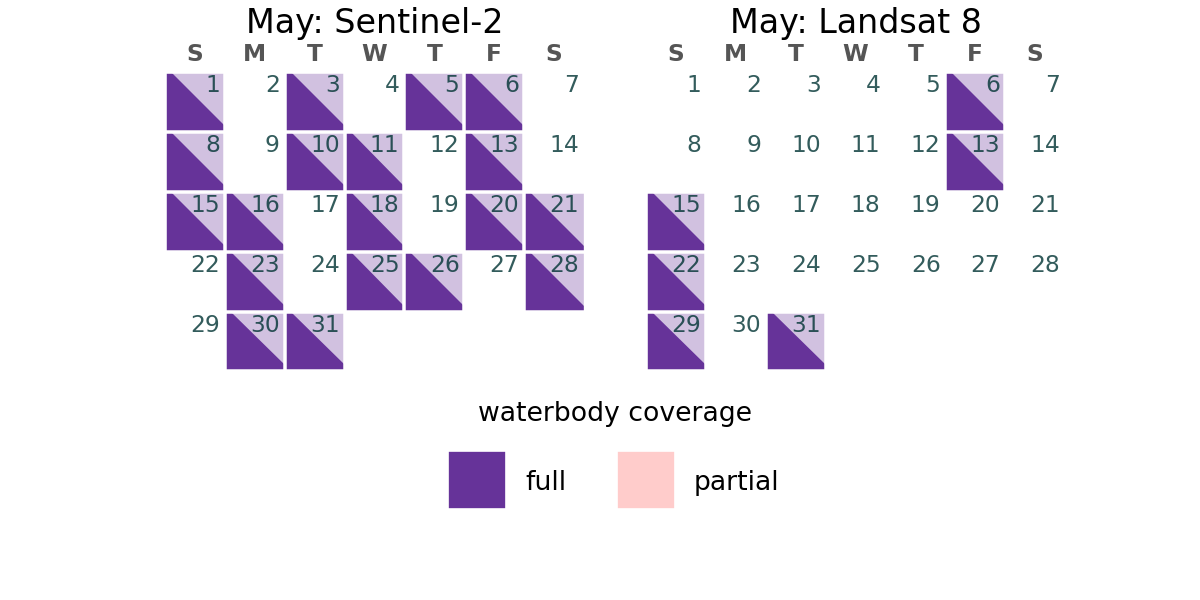 May: Sentinel-2
S M T W T F S
1 2 3 4 5 6 7
8 9 10 11 12 13 14
15 16 17 18 19 20 21
22 23 24 25 26 27 28
29 30 31
May: Landsat 8
S M T W T F S
1 2 3 4 5 6 7
8 9 10 11 12 13 14
15 16 17 18 19 20 21
22 23 24 25 26 27 28
29 30 31
waterbody coverage
full
partial